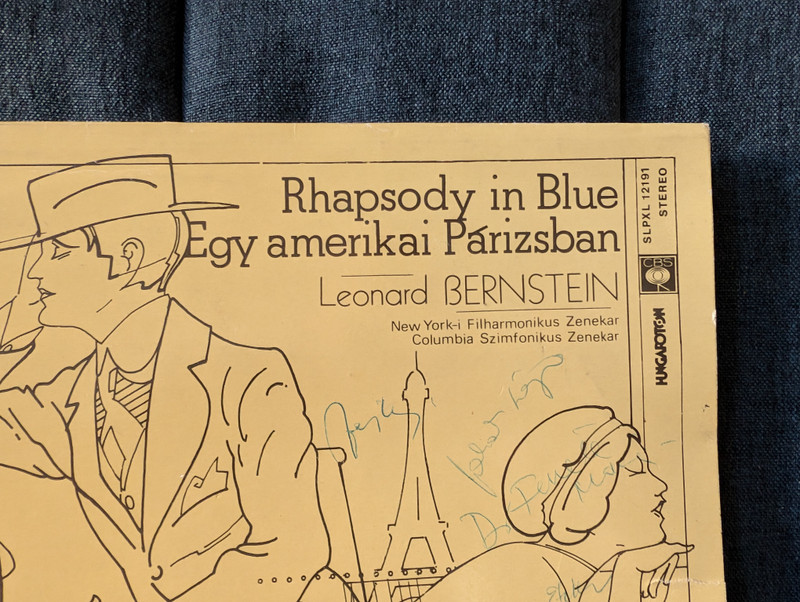 Rhapsody in Blue
Egy amerikai Párizsban
Leonard BERNSTEIN
New York-i Filharmonikus Zenekar
Columbia Szimfonikus Zenekar
SLPXL 12191
STEREO
CBS
HUNGAROTON